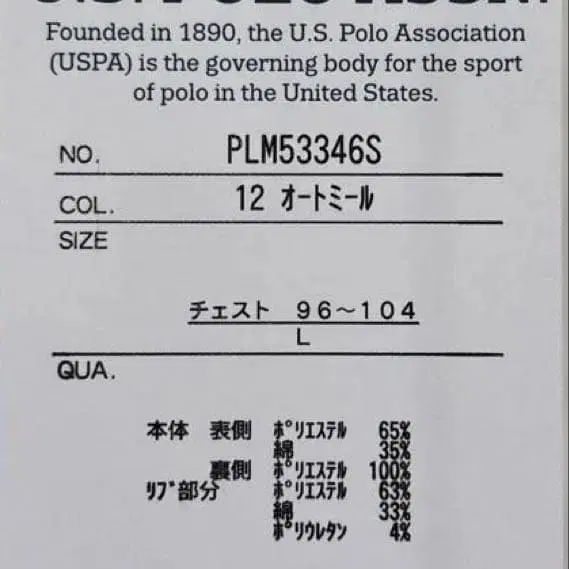 U.S. POLO ASSN.
Founded in 1890, the U.S. Polo Association
(USPA) is the governing body for the sport
of polo in the United States.
NO. PLM53346S
COL. 12 ｵｰﾄﾐｰﾙ
SIZE
チェスト 96〜104
L
QUA.
本体 表側 ﾎﾟﾘｴｽﾃﾙ 65%
綿 35%
裏側 ﾎﾟﾘｴｽﾃﾙ 100%
ﾘﾌﾞ部分 ﾎﾟﾘｴｽﾃﾙ 63%
綿 33%
ﾎﾟﾘｳﾚﾀﾝ 4%